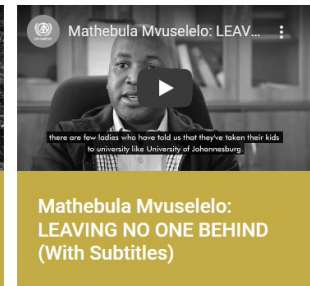 Mathebula Mvuselelo: LEAV...
there are few ladies who have told us that they've taken their kids
to university like University of Johannesburg.
Mathebula Mvuselelo:
LEAVING NO ONE BEHIND
(With Subtitles)